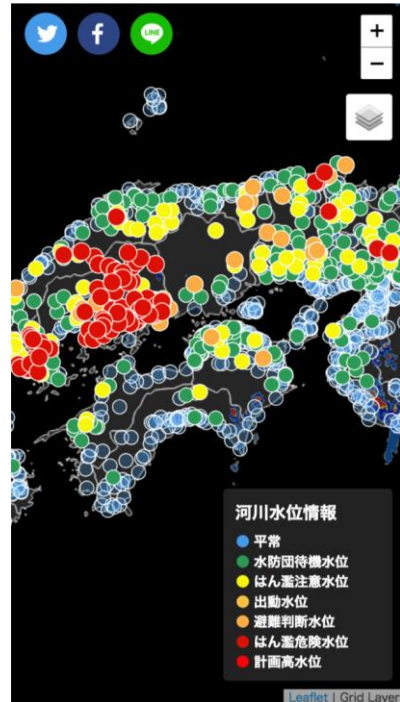 LINE
+
−
河川水位情報
平常
水防団待機水位
はん濫注意水位
出動水位
避難判断水位
はん濫危険水位
計画高水位
Leaflet | Grid Layer